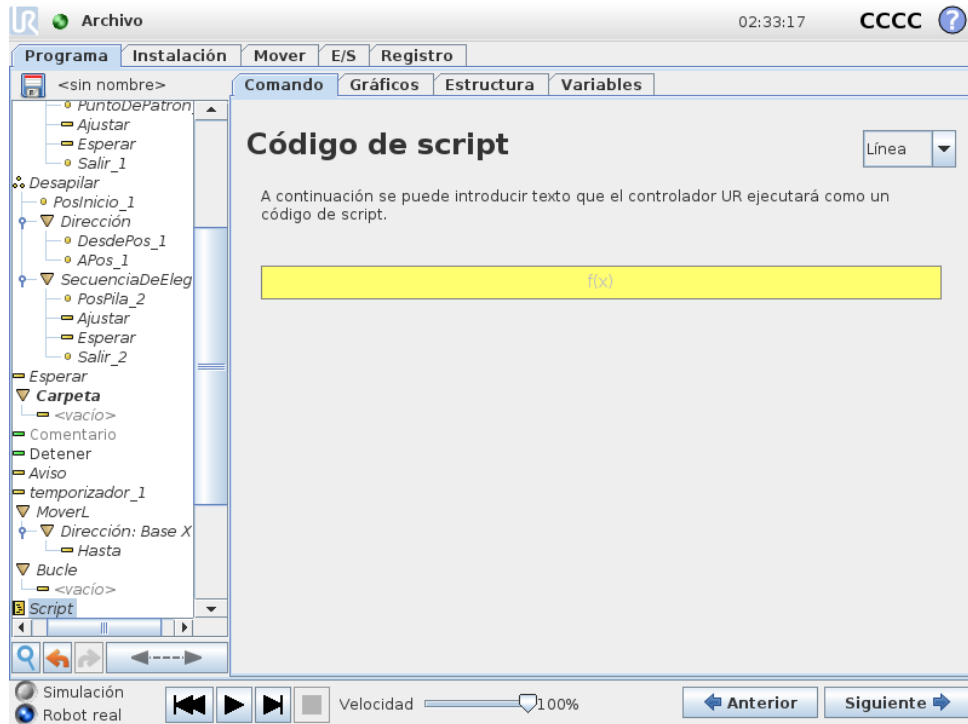 UR Archivo 02:33:17 CCCC ?
Programa Instalación Mover E/S Registro
<sin nombre>
Comando Gráficos Estructura Variables
PuntoDePatron
Ajustar
Esperar
Salir_1
Desapilar
PosInicio_1
Dirección
DesdePos_1
APos_1
SecuenciaDeEleg
PosPila_2
Ajustar
Esperar
Salir_2
Esperar
Carpeta
<vacío>
Comentario
Detener
Aviso
temporizador_1
MoverL
Dirección: Base X
Hasta
Bucle
<vacío>
Script
Código de script
Línea
A continuación se puede introducir texto que el controlador UR ejecutará como un
código de script.
f(x)
Simulación
Robot real
Velocidad 100%
Anterior Siguiente